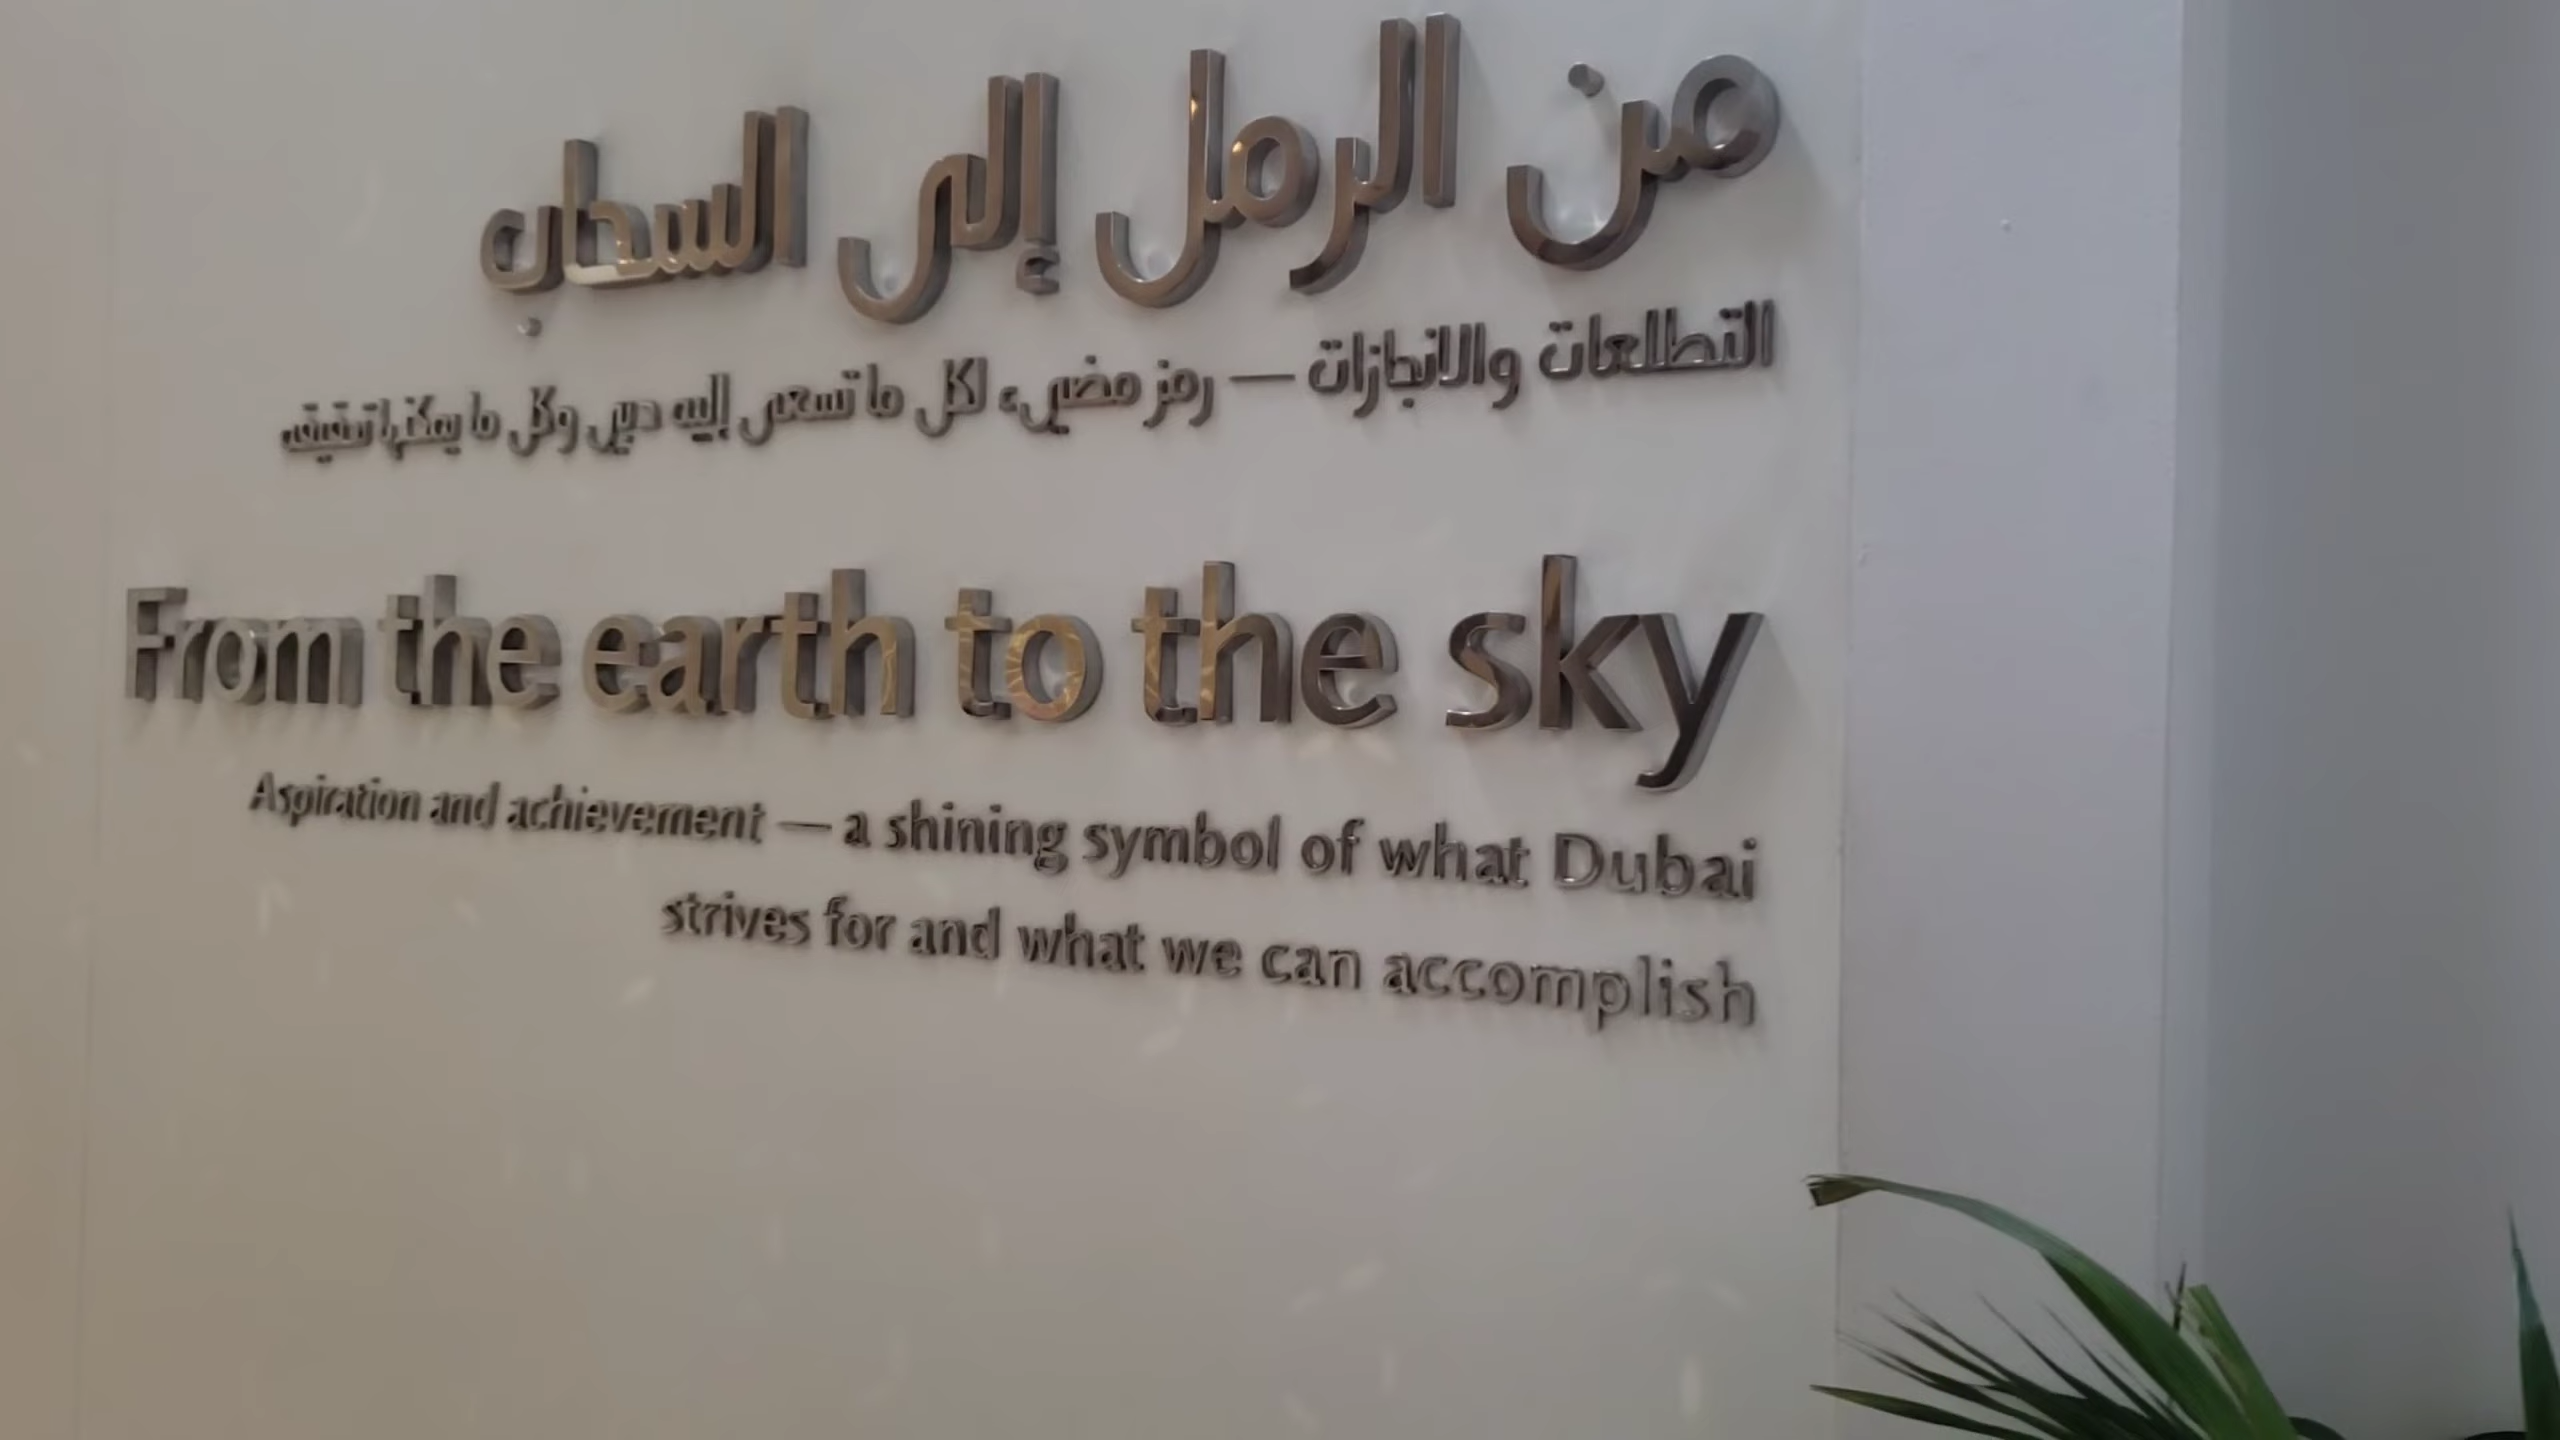 من الرمل إلى السحاب
التطلعات والانجازات — رمز مضيء لكل ما تسعى إليه دبي وكل ما يمكنها تحقيقه
From the earth to the sky
Aspiration and achievement — a shining symbol of what Dubai
strives for and what we can accomplish